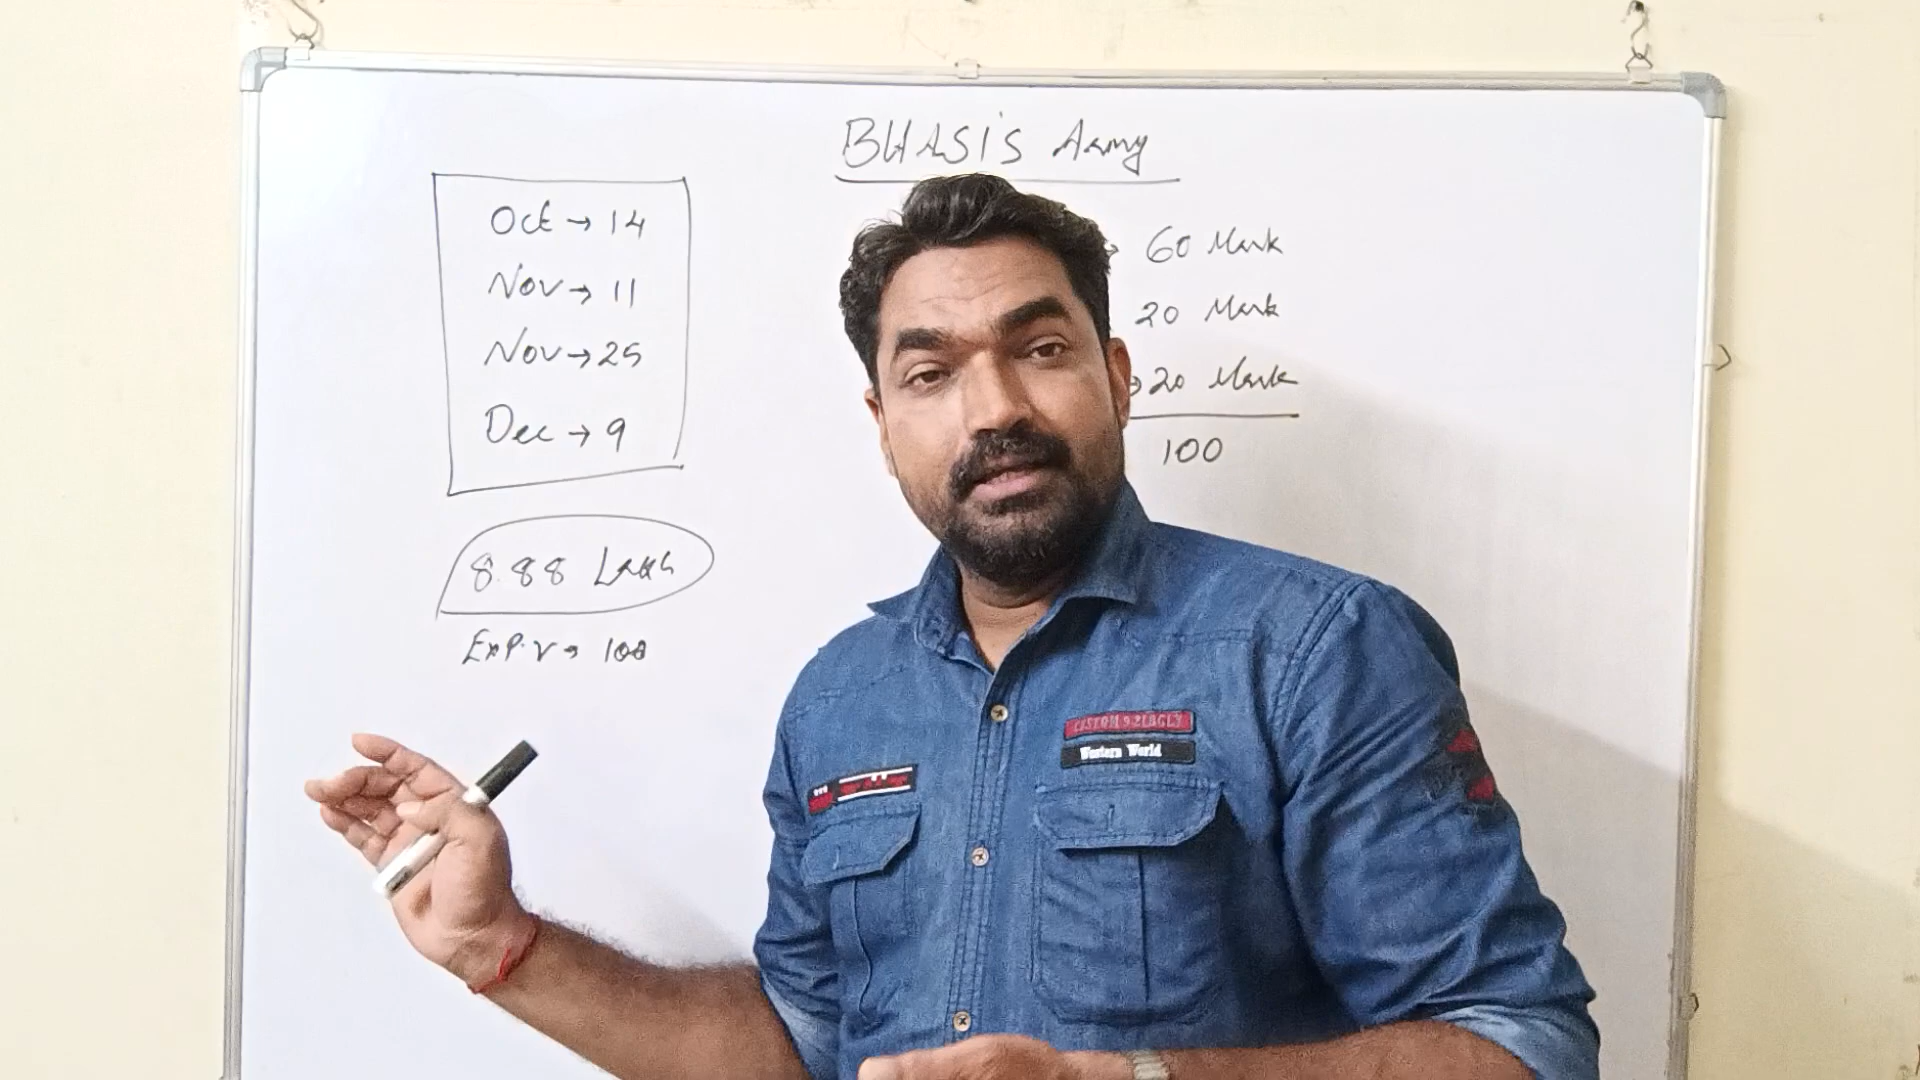 BHASiS Army
Oct → 14
Nov → 11
Nov → 25
Dec → 9
8.88 Lakh
Exp. V → 100
60 Mark
20 Mark
→ 20 Mark
100
Western World